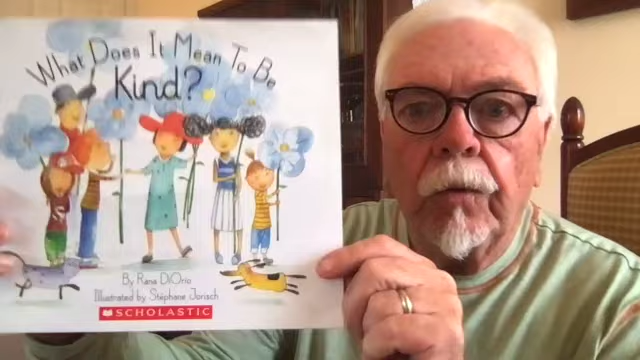 What Does It Mean To Be
Kind?
By Rana DiOrio
Illustrated by Stéphane Jorisch
SCHOLASTIC